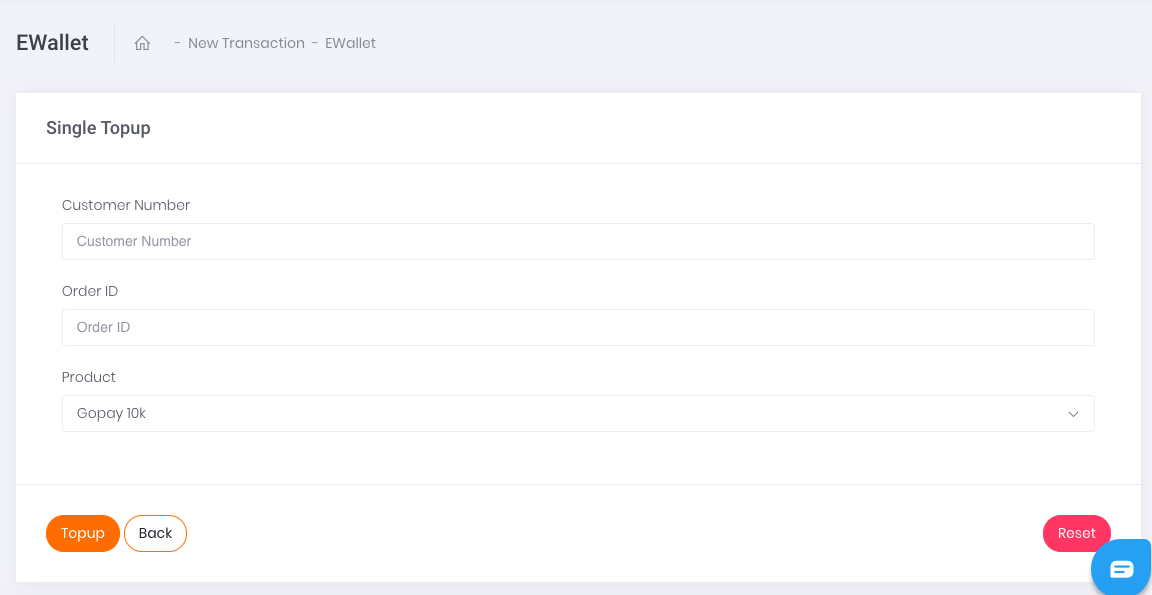 EWallet
- New Transaction - EWallet
Single Topup
Customer Number
Customer Number
Order ID
Order ID
Product
Gopay 10k
Topup Back Reset